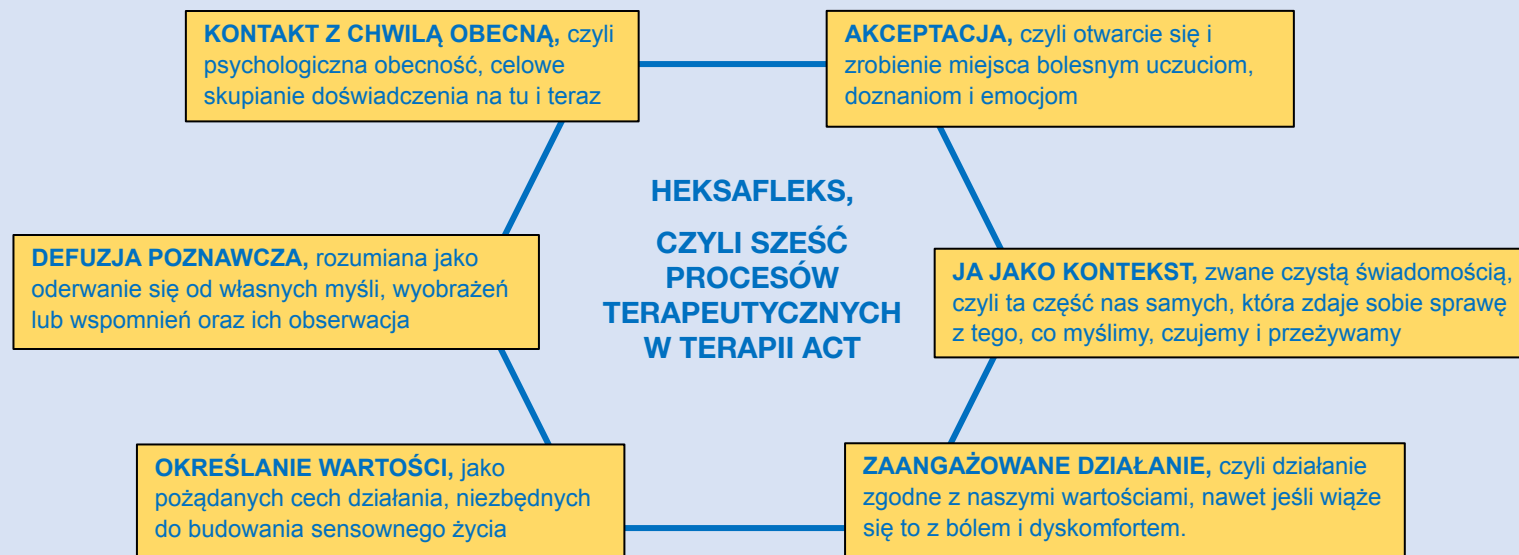 KONTAKT Z CHWILĄ OBECNĄ, czyli
psychologiczna obecność, celowe
skupianie doświadczenia na tu i teraz
AKCEPTACJA, czyli otwarcie się i
zrobienie miejsca bolesnym uczuciom,
doznaniom i emocjom
HEKSAFLEKS,
CZYLI SZEŚĆ
PROCESÓW
TERAPEUTYCZNYCH
W TERAPII ACT
DEFUZJA POZNAWCZA, rozumiana jako
oderwanie się od własnych myśli, wyobrażeń
lub wspomnień oraz ich obserwacja
JA JAKO KONTEKST, zwane czystą świadomością,
czyli ta część nas samych, która zdaje sobie sprawę
z tego, co myślimy, czujemy i przeżywamy
OKREŚLANIE WARTOŚCI, jako
pożądanych cech działania, niezbędnych
do budowania sensownego życia
ZAANGAŻOWANE DZIAŁANIE, czyli działanie
zgodne z naszymi wartościami, nawet jeśli wiąże
się to z bólem i dyskomfortem.